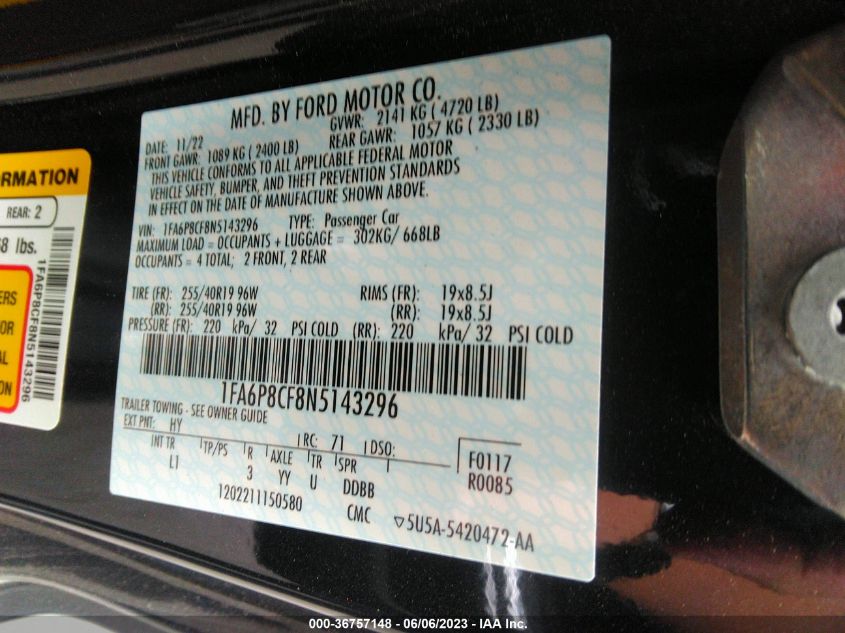 MFD. BY FORD MOTOR CO.
DATE: 11/22
GVWR: 2141 KG ( 4720 LB)
FRONT GAWR: 1089 KG ( 2400 LB)
REAR GAWR: 1057 KG ( 2330 LB)
THIS VEHICLE CONFORMS TO ALL APPLICABLE FEDERAL MOTOR
VEHICLE SAFETY, BUMPER, AND THEFT PREVENTION STANDARDS
IN EFFECT ON THE DATE OF MANUFACTURE SHOWN ABOVE.
VIN: 1FA6P8CF8N5143296 TYPE: Passenger Car
MAXIMUM LOAD = OCCUPANTS + LUGGAGE = 302KG/ 668LB
OCCUPANTS = 4 TOTAL; 2 FRONT, 2 REAR
TIRE (FR): 255/40R19 96W RIMS (FR): 19x8.5J
(RR): 255/40R19 96W (RR): 19x8.5J
PRESSURE (FR): 220 kPa/ 32 PSI COLD (RR): 220 kPa/ 32 PSI COLD
1FA6P8CF8N5143296
TRAILER TOWING - SEE OWNER GUIDE
EXT PNT: HY RC: 71 DSO:
INT TR TP/PS R AXLE TR SPR
LI 3 YY U DDBB
F0117
R0085
1202211150580 CMC ▽5U5A-5420472-AA
ORMATION
REAR: 2
8 lbs.
1FA6P8CF8N5143296
ERS
OR
AL
ON
000-36757148 - 06/06/2023 - IAA Inc.